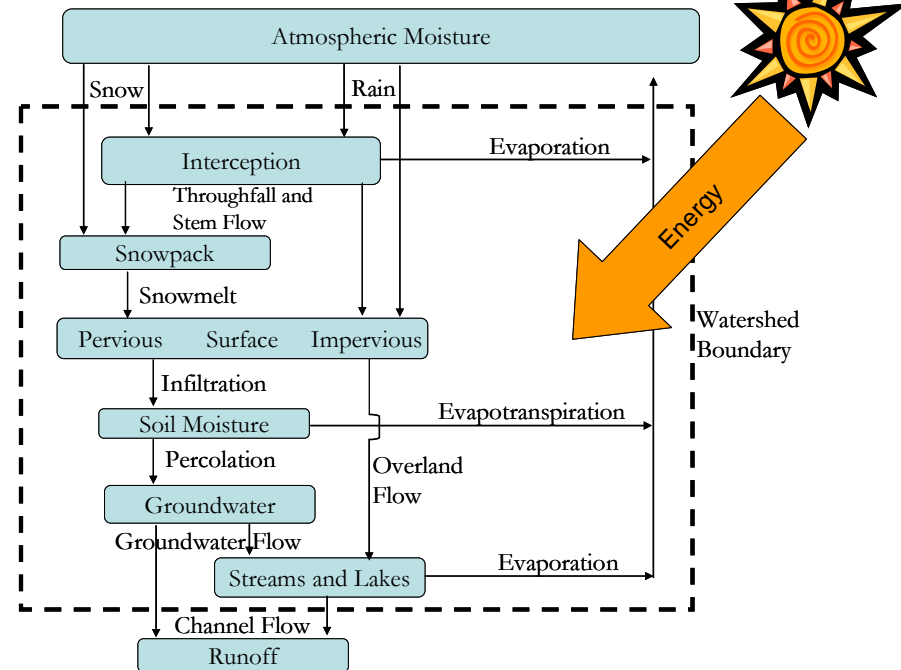 Atmospheric Moisture
Snow
Rain
Interception
Evaporation
Throughfall and
Stem Flow
Energy
Snowpack
Snowmelt
Watershed
Boundary
Pervious Surface Impervious
Infiltration
Evapotranspiration
Soil Moisture
Percolation
Overland
Flow
Groundwater
Groundwater Flow
Evaporation
Streams and Lakes
Channel Flow
Runoff